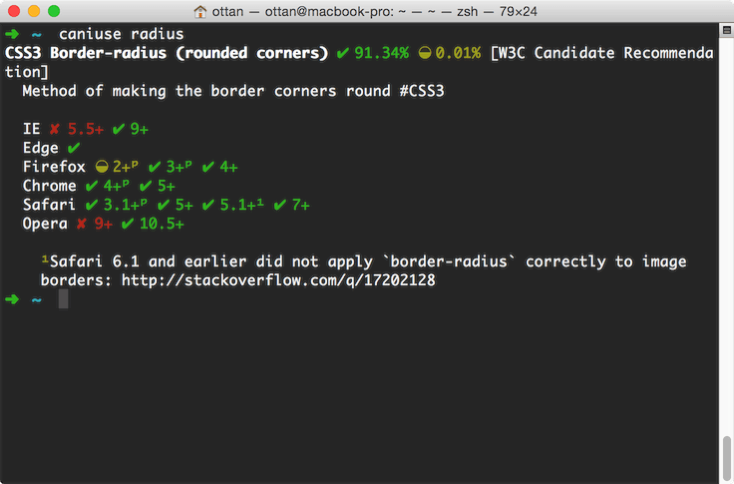 ottan — ottan@macbook-pro: ~ — ~ — zsh — 79×24
➜ ~ caniuse radius
CSS3 Border-radius (rounded corners) ✔ 91.34% ◒ 0.01% [W3C Candidate Recommenda
tion]
Method of making the border corners round #CSS3
IE ✘ 5.5+ ✔ 9+
Edge ✔
Firefox ◒ 2+ᵖ ✔ 3+ᵖ ✔ 4+
Chrome ✔ 4+ᵖ ✔ 5+
Safari ✔ 3.1+ᵖ ✔ 5+ ✔ 5.1+¹ ✔ 7+
Opera ✘ 9+ ✔ 10.5+
¹Safari 6.1 and earlier did not apply `border-radius` correctly to image
borders: http://stackoverflow.com/q/17202128
➜ ~